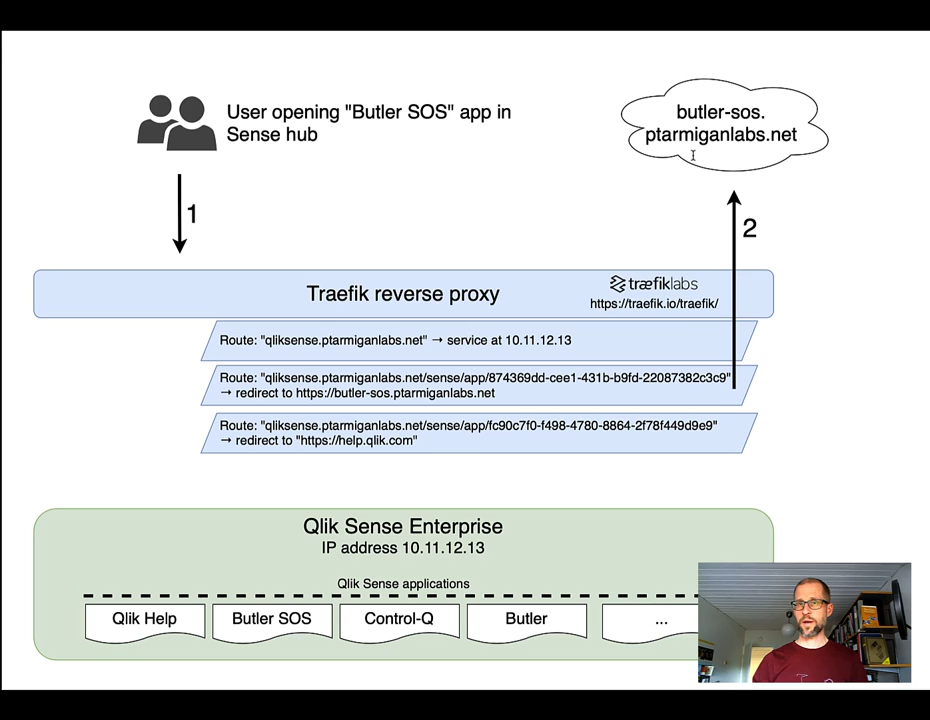 User opening "Butler SOS" app in
Sense hub
butler-sos.
ptarmiganlabs.net
1
2
Traefik reverse proxy
træfiklabs
https://traefik.io/traefik/
Route: "qliksense.ptarmiganlabs.net" → service at 10.11.12.13
Route: "qliksense.ptarmiganlabs.net/sense/app/874369dd-cee1-431b-b9fd-22087382c3c9"
→ redirect to https://butler-sos.ptarmiganlabs.net
Route: "qliksense.ptarmiganlabs.net/sense/app/fc90c7f0-f498-4780-8864-2f78f449d9e9"
→ redirect to "https://help.qlik.com"
Qlik Sense Enterprise
IP address 10.11.12.13
Qlik Sense applications
Qlik Help
Butler SOS
Control-Q
Butler
...